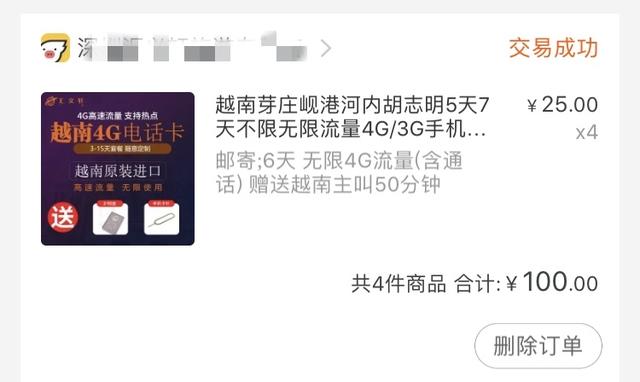 交易成功
汇文轩
4G高速流量 支持热点
越南4G电话卡
3-15天套餐 随意定制
越南原装进口
高速流量 无限使用
送
越南芽庄岘港河内胡志明5天7
天不限无限流量4G/3G手机...
¥25.00
x4
邮寄;6天 无限4G流量(含通
话) 赠送越南主叫50分钟
共4件商品 合计:¥100.00
删除订单